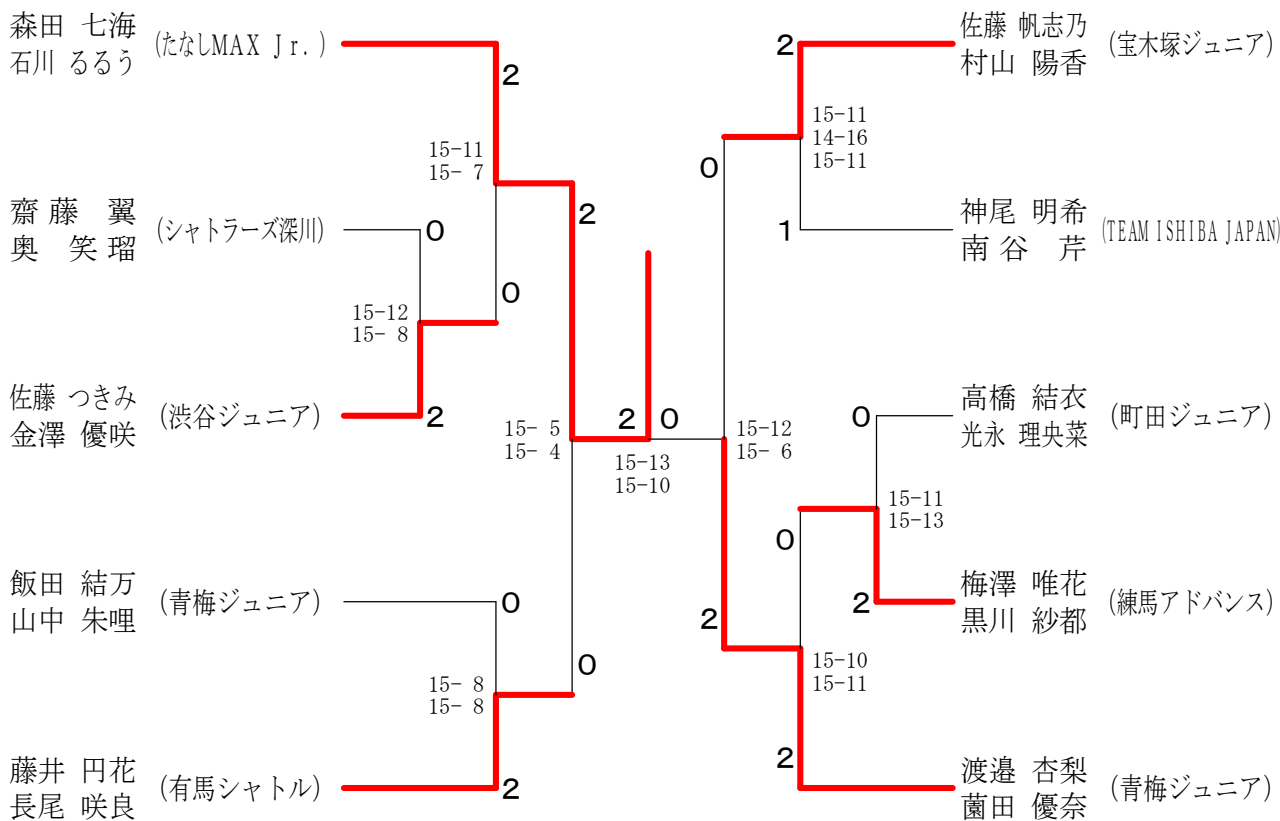 森田 七海
石川 るるう
(たなしMAX Jr.)
2
15-11
15- 7
齋藤 翼
奥 笑瑠
(シャトラーズ深川)
0
0
15-12
15- 8
佐藤 つきみ
金澤 優咲
(渋谷ジュニア)
2
2
15- 5
15- 4
飯田 結万
山中 朱哩
(青梅ジュニア)
0
0
15- 8
15- 8
藤井 円花
長尾 咲良
(有馬シャトル)
2
2 0
15-13
15-10
佐藤 帆志乃
村山 陽香
(宝木塚ジュニア)
2
15-11
14-16
15-11
0
1
神尾 明希
南谷 芹
(TEAM ISHIBA JAPAN)
高橋 結衣
光永 理央菜
(町田ジュニア)
0
15-12
15- 6
15-11
15-13
0
2
梅澤 唯花
黒川 紗都
(練馬アドバンス)
2
15-10
15-11
2
渡邉 杏梨
薗田 優奈
(青梅ジュニア)